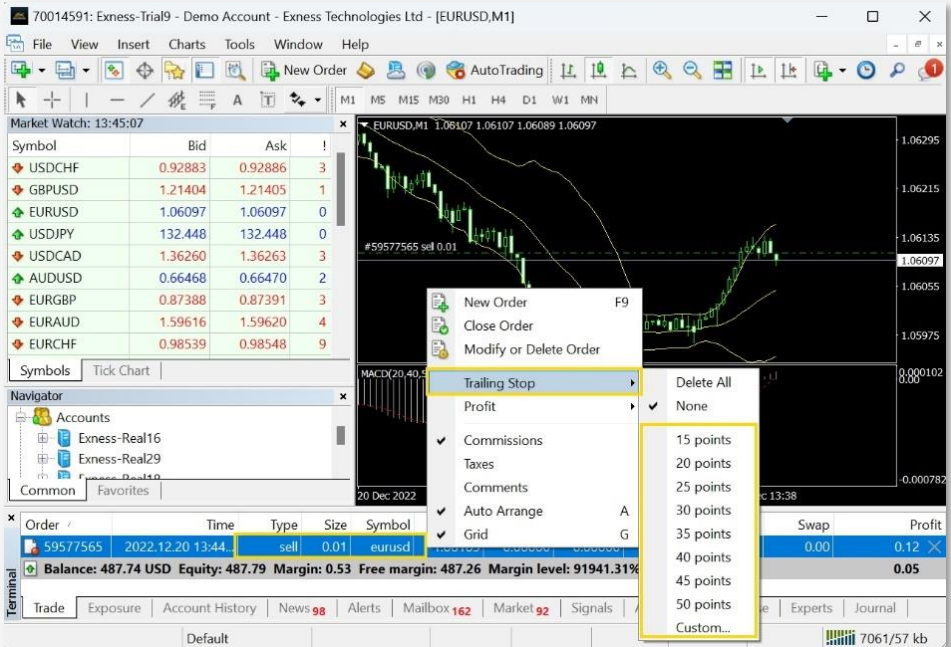 70014591: Exness-Trial9 - Demo Account - Exness Technologies Ltd - [EURUSD,M1]
File View Insert Charts Tools Window Help
New Order AutoTrading 1
A T M1 M5 M15 M30 H1 H4 D1 W1 MN
Market Watch: 13:45:07
Symbol Bid Ask !
USDCHF 0.92883 0.92886 3
GBPUSD 1.21404 1.21405 1
EURUSD 1.06097 1.06097 0
USDJPY 132.448 132.448 0
USDCAD 1.36260 1.36263 3
AUDUSD 0.66468 0.66470 2
EURGBP 0.87388 0.87391 3
EURAUD 1.59616 1.59620 4
EURCHF 0.98539 0.98548 9
Symbols Tick Chart
Navigator
Accounts
Exness-Real16
Exness-Real29
Common Favorites
EURUSD,M1 1.06107 1.06107 1.06089 1.06097
#59577565 sell 0.01
1.06295
1.06215
1.06135
1.06097
1.06055
1.05975
MACD(20,40,
0.000102
0.00
-0.000782
20 Dec 2022
13:38
New Order F9
Close Order
Modify or Delete Order
Trailing Stop
Profit
Commissions
Taxes
Comments
Auto Arrange A
Grid G
Delete All
None
15 points
20 points
25 points
30 points
35 points
40 points
45 points
50 points
Custom...
Order / Time Type Size Symbol Swap Profit
59577565 2022.12.20 13:44... sell 0.01 eurusd 0.00 0.12
Balance: 487.74 USD Equity: 487.79 Margin: 0.53 Free margin: 487.26 Margin level: 91941.31% 0.05
Terminal
Trade Exposure Account History News 98 Alerts Mailbox 162 Market 92 Signals Experts Journal
Default 7061/57 kb